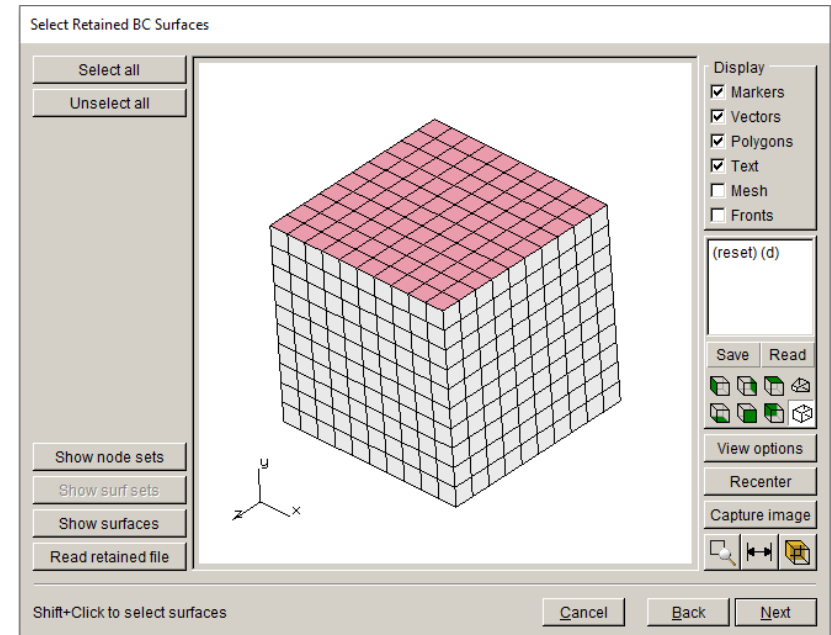 Select Retained BC Surfaces
Select all
Unselect all
Show node sets
Show surf sets
Show surfaces
Read retained file
y
z
x
Display
Markers
Vectors
Polygons
Text
Mesh
Fronts
(reset) (d)
Save Read
View options
Recenter
Capture image
Shift+Click to select surfaces
Cancel Back Next